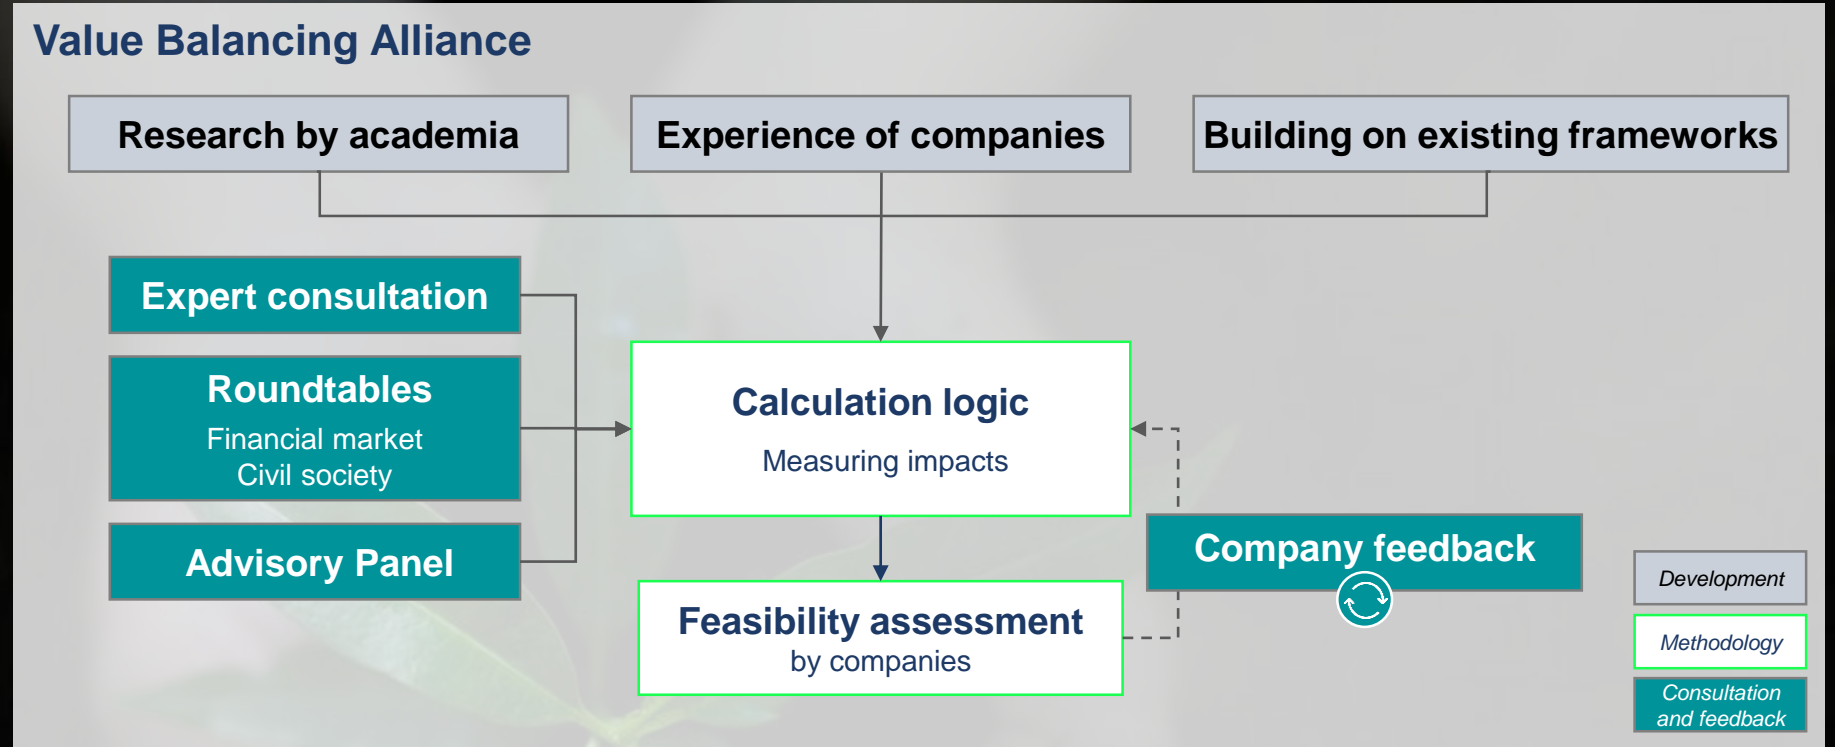 Value Balancing Alliance
Research by academia
Experience of companies
Building on existing frameworks
Expert consultation
Roundtables
Financial market
Civil society
Advisory Panel
Calculation logic
Measuring impacts
Company feedback
Feasibility assessment
by companies
Development
Methodology
Consultation
and feedback